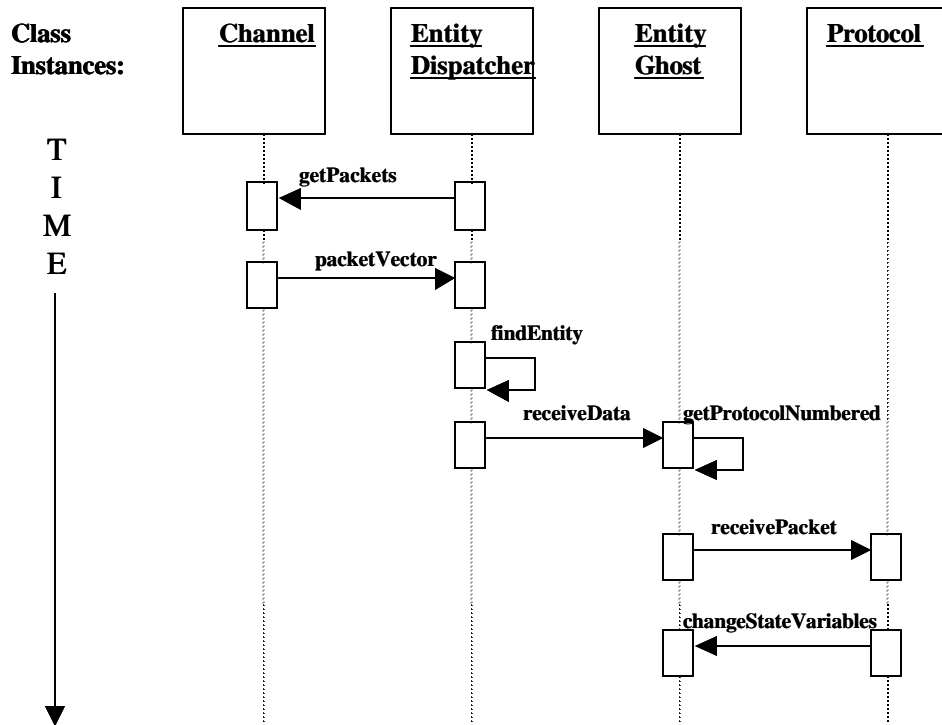 Class
Instances:
Channel
Entity
Dispatcher
Entity
Ghost
Protocol
T
I
M
E
getPackets
packetVector
findEntity
receiveData
getProtocolNumbered
receivePacket
changeStateVariables